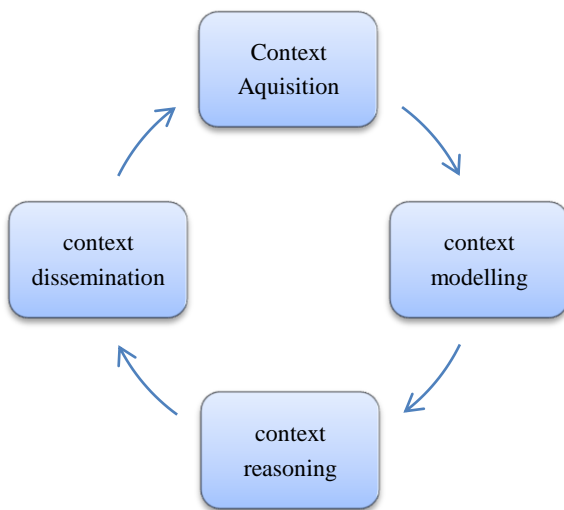 Context
Aquisition
context
modelling
context
reasoning
context
dissemination